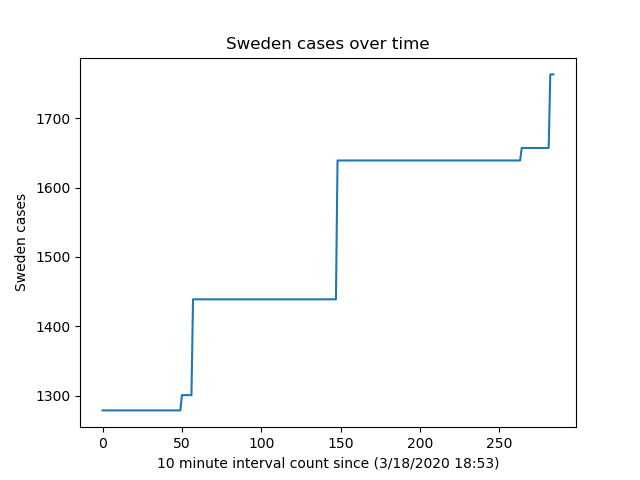 Sweden cases over time
1700
1600
1500
1400
1300
Sweden cases
0 50 100 150 200 250
10 minute interval count since (3/18/2020 18:53)